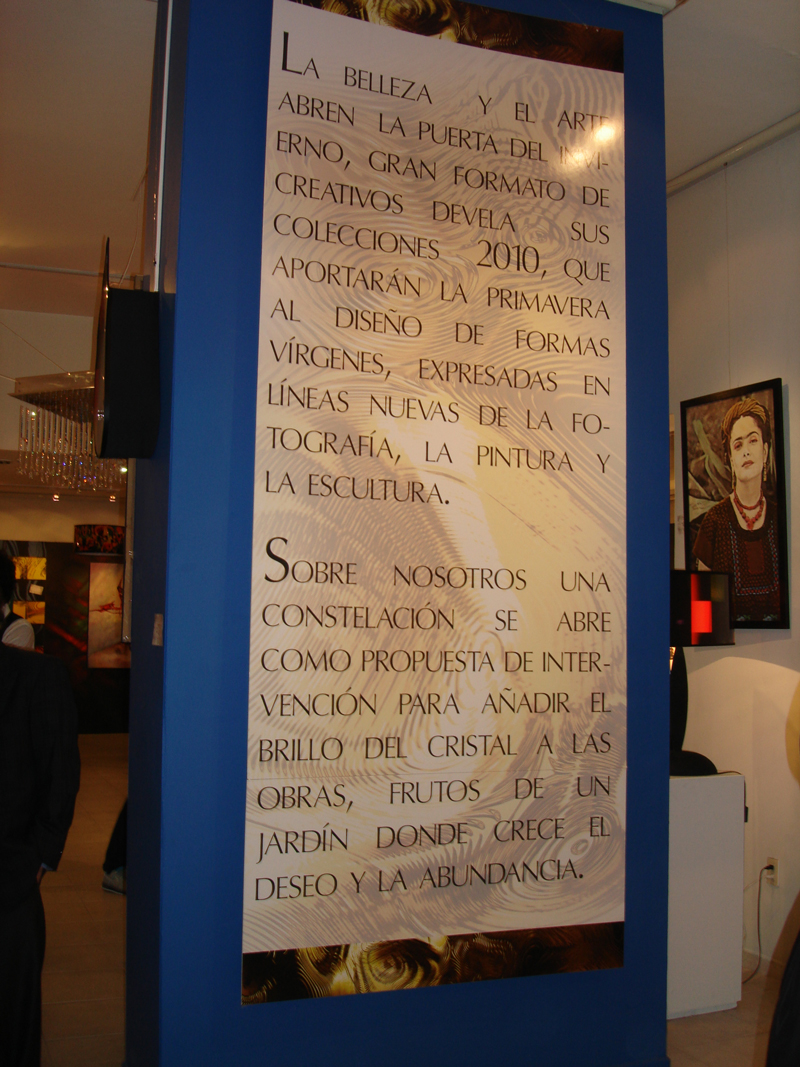 LA BELLEZA Y EL ARTE
ABREN LA PUERTA DEL INVI-
ERNO, GRAN FORMATO DE
CREATIVOS DEVELA SUS
COLECCIONES 2010, QUE
APORTARÁN LA PRIMAVERA
AL DISEÑO DE FORMAS
VÍRGENES, EXPRESADAS EN
LÍNEAS NUEVAS DE LA FO-
TOGRAFÍA, LA PINTURA Y
LA ESCULTURA.
SOBRE NOSOTROS UNA
CONSTELACIÓN SE ABRE
COMO PROPUESTA DE INTER-
VENCIÓN PARA AÑADIR EL
BRILLO DEL CRISTAL A LAS
OBRAS, FRUTOS DE UN
JARDÍN DONDE CRECE EL
DESEO Y LA ABUNDANCIA.